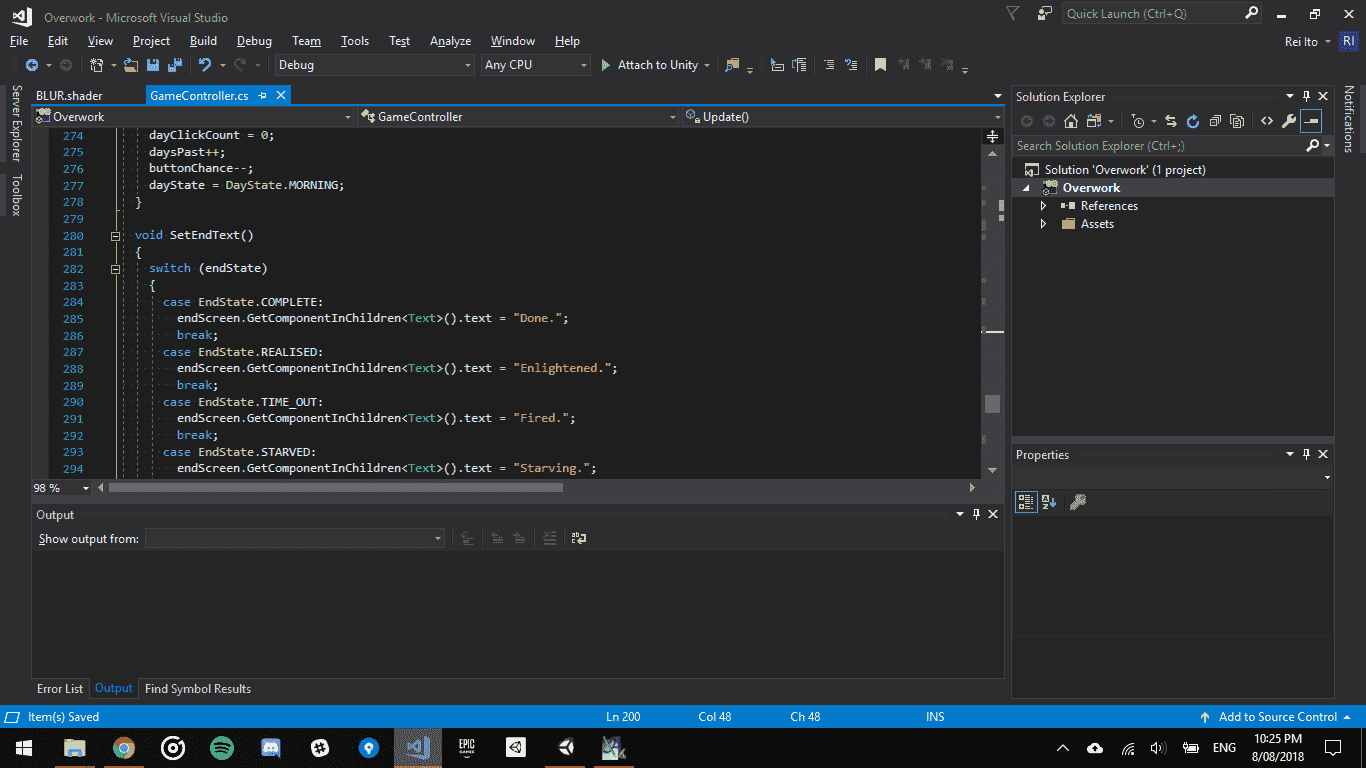 Overwork - Microsoft Visual Studio
Quick Launch (Ctrl+Q)
File Edit View Project Build Debug Team Tools Test Analyze Window Help
Rei Ito RI
Debug Any CPU Attach to Unity
Server Explorer
Toolbox
BLUR.shader GameController.cs
Overwork GameController Update()
274 dayClickCount = 0;
275 daysPast++;
276 buttonChance--;
277 dayState = DayState.MORNING;
278 }
279
280 void SetEndText()
281 {
282 switch (endState)
283 {
284 case EndState.COMPLETE:
285 endScreen.GetComponentInChildren<Text>().text = "Done.";
286 break;
287 case EndState.REALISED:
288 endScreen.GetComponentInChildren<Text>().text = "Enlightened.";
289 break;
290 case EndState.TIME_OUT:
291 endScreen.GetComponentInChildren<Text>().text = "Fired.";
292 break;
293 case EndState.STARVED:
294 endScreen.GetComponentInChildren<Text>().text = "Starving.";
98 %
Output
Show output from:
Error List Output Find Symbol Results
Solution Explorer
Search Solution Explorer (Ctrl+;)
Solution 'Overwork' (1 project)
Overwork
References
Assets
Properties
Notifications
Item(s) Saved Ln 200 Col 48 Ch 48 INS Add to Source Control
EPIC
GAMES
ENG
10:25 PM
8/08/2018